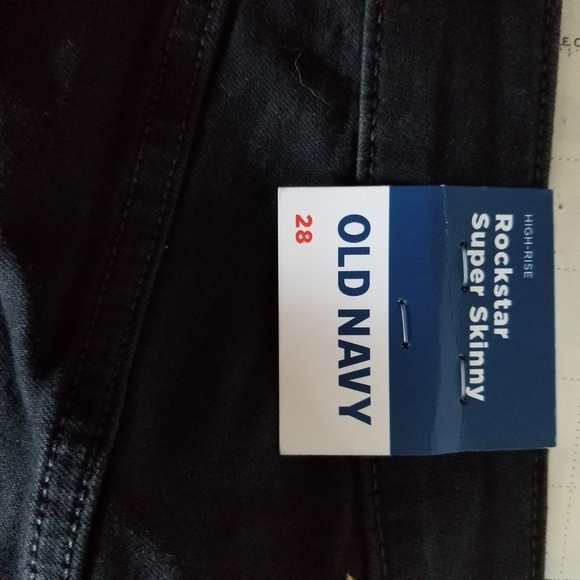 HIGH-RISE
Rockstar
Super Skinny
OLD NAVY
28